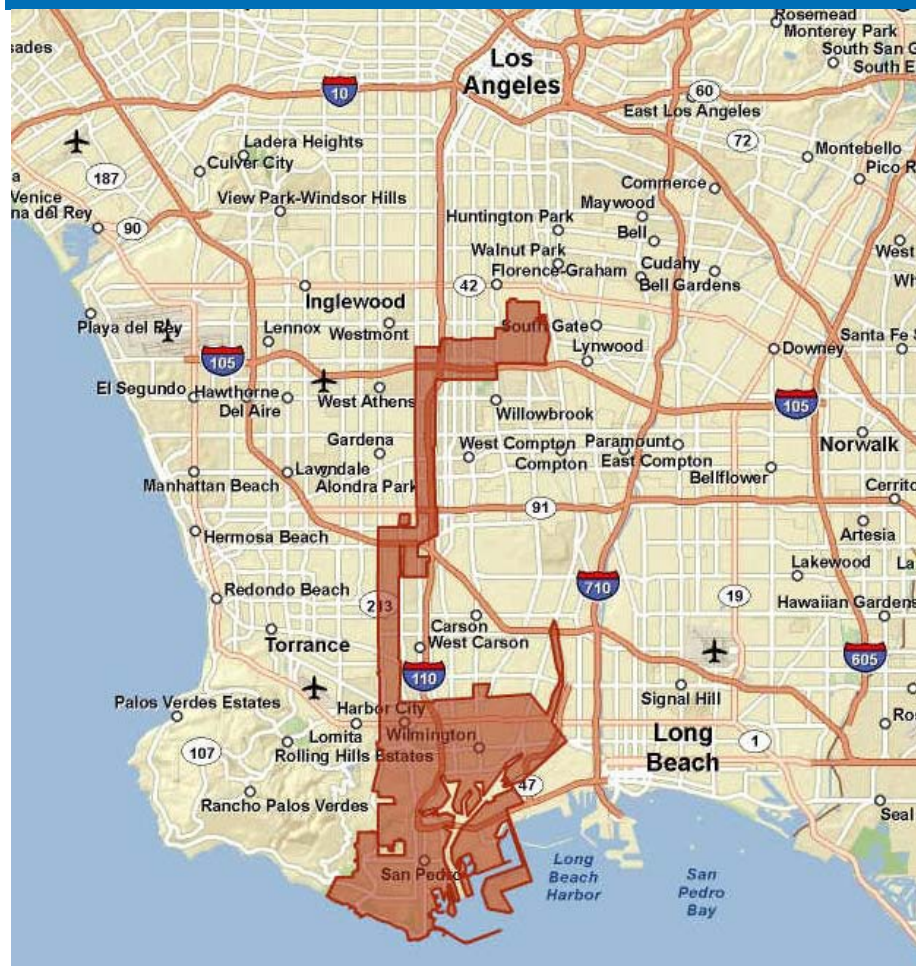 Rosemead
Monterey Park
South San G
South E
sades
Los
Angeles
10
60
East Los Angeles
72
Ladera Heights
Culver City
Montebello
Pico R
187
View Park-Windsor Hills
Commerce
Maywood
Venice
na del Rey
90
Huntington Park
Bell
Walnut Park
Florence-Graham
Cudahy
Bell Gardens
West
Wh
42
Inglewood
Playa del Rey
Lennox
Westmont
South Gate
Lynwood
Downey
Santa Fe S
105
El Segundo
Hawthorne
Del Aire
West Athens
Willowbrook
105
Norwalk
Gardena
West Compton
Paramount
Compton
East Compton
Bellflower
Manhattan Beach
Lawndale
Alondra Park
Cerrito
91
Artesia
Hermosa Beach
Lakewood
La
Redondo Beach
213
710
19
Hawaiian Gardens
Torrance
Carson
West Carson
110
605
Signal Hill
Palos Verdes Estates
Harbor City
Lomita
Wilmington
Rolling Hills Estates
107
Long
Beach
1
Ros
47
Rancho Palos Verdes
Seal
San Pedro
Long
Beach
Harbor
San
Pedro
Bay